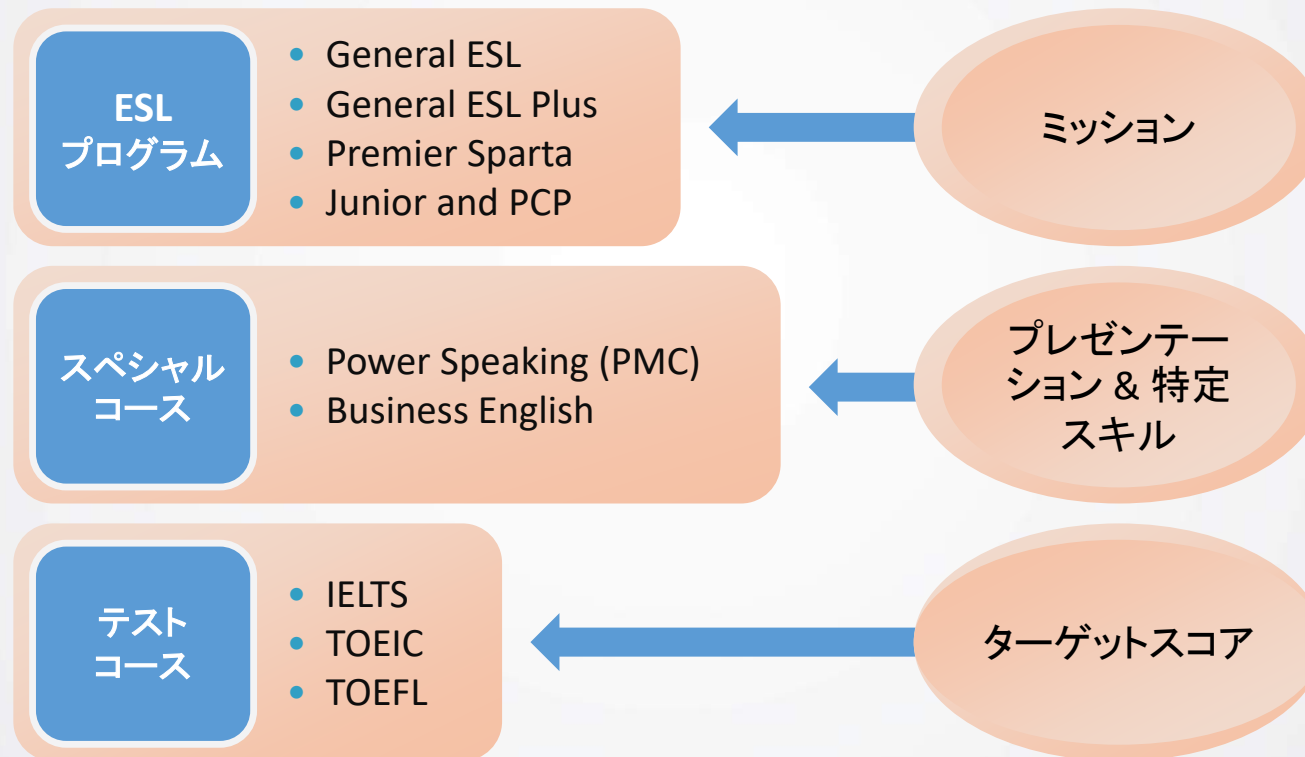 ESL
プログラム
General ESL
General ESL Plus
Premier Sparta
Junior and PCP
ミッション
スペシャル
コース
Power Speaking (PMC)
Business English
プレゼンテー
ション & 特定
スキル
テスト
コース
IELTS
TOEIC
TOEFL
ターゲットスコア